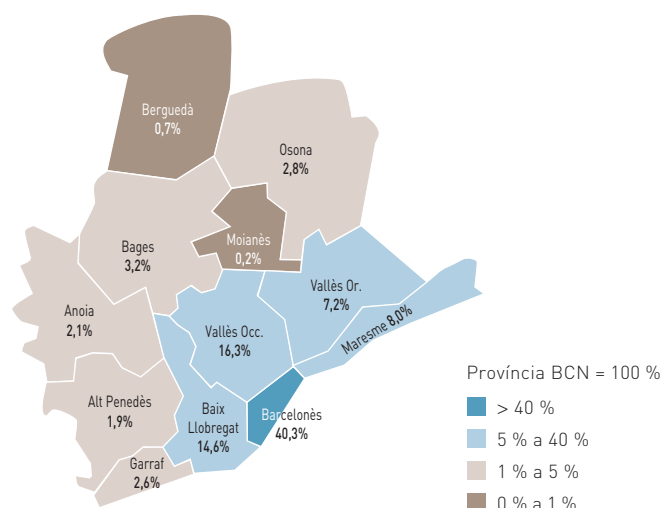 Berguedà
0,7%
Osona
2,8%
Moianès
0,2%
Bages
3,2%
Vallès Or.
7,2%
Anoia
2,1%
Vallès Occ.
16,3%
Maresme 8,0%
Alt Penedès
1,9%
Baix
Llobregat
14,6%
Barcelonès
40,3%
Garraf
2,6%
Província BCN = 100 %
> 40 %
5 % a 40 %
1 % a 5 %
0 % a 1 %